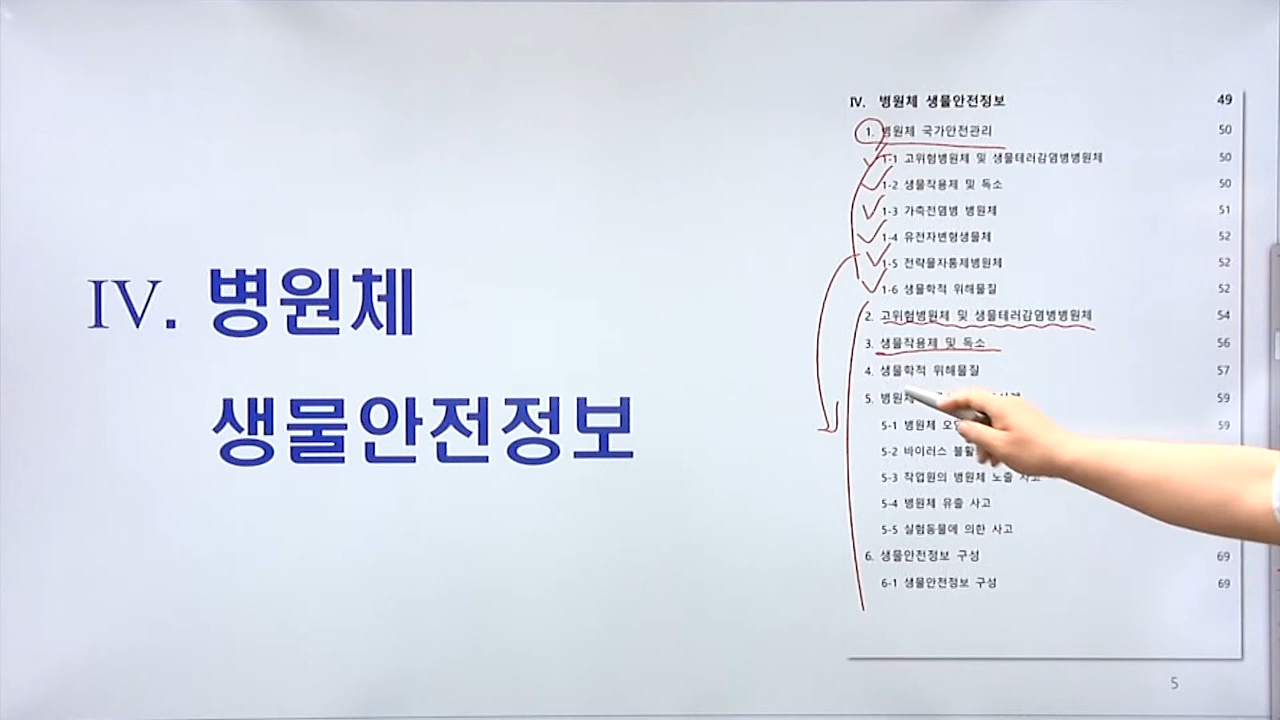 IV. 병원체
생물안전정보
IV. 병원체 생물안전정보 49
1. 병원체 국가안전관리 50
1-1 고위험병원체 및 생물테러감염병병원체 50
1-2 생물작용제 및 독소 50
1-3 가축전염병 병원체 51
1-4 유전자변형생물체 52
1-5 전략물자통제병원체 52
1-6 생물학적 위해물질 52
2. 고위험병원체 및 생물테러감염병병원체 54
3. 생물작용제 및 독소 56
4. 생물학적 위해물질 57
5. 병원체 59
5-1 병원체 59
5-2 바이러스
5-3 작업원의 병원체 노출 사고
5-4 병원체 유출 사고
5-5 실험동물에 의한 사고
6. 생물안전정보 구성 69
6-1 생물안전정보 구성 69
5